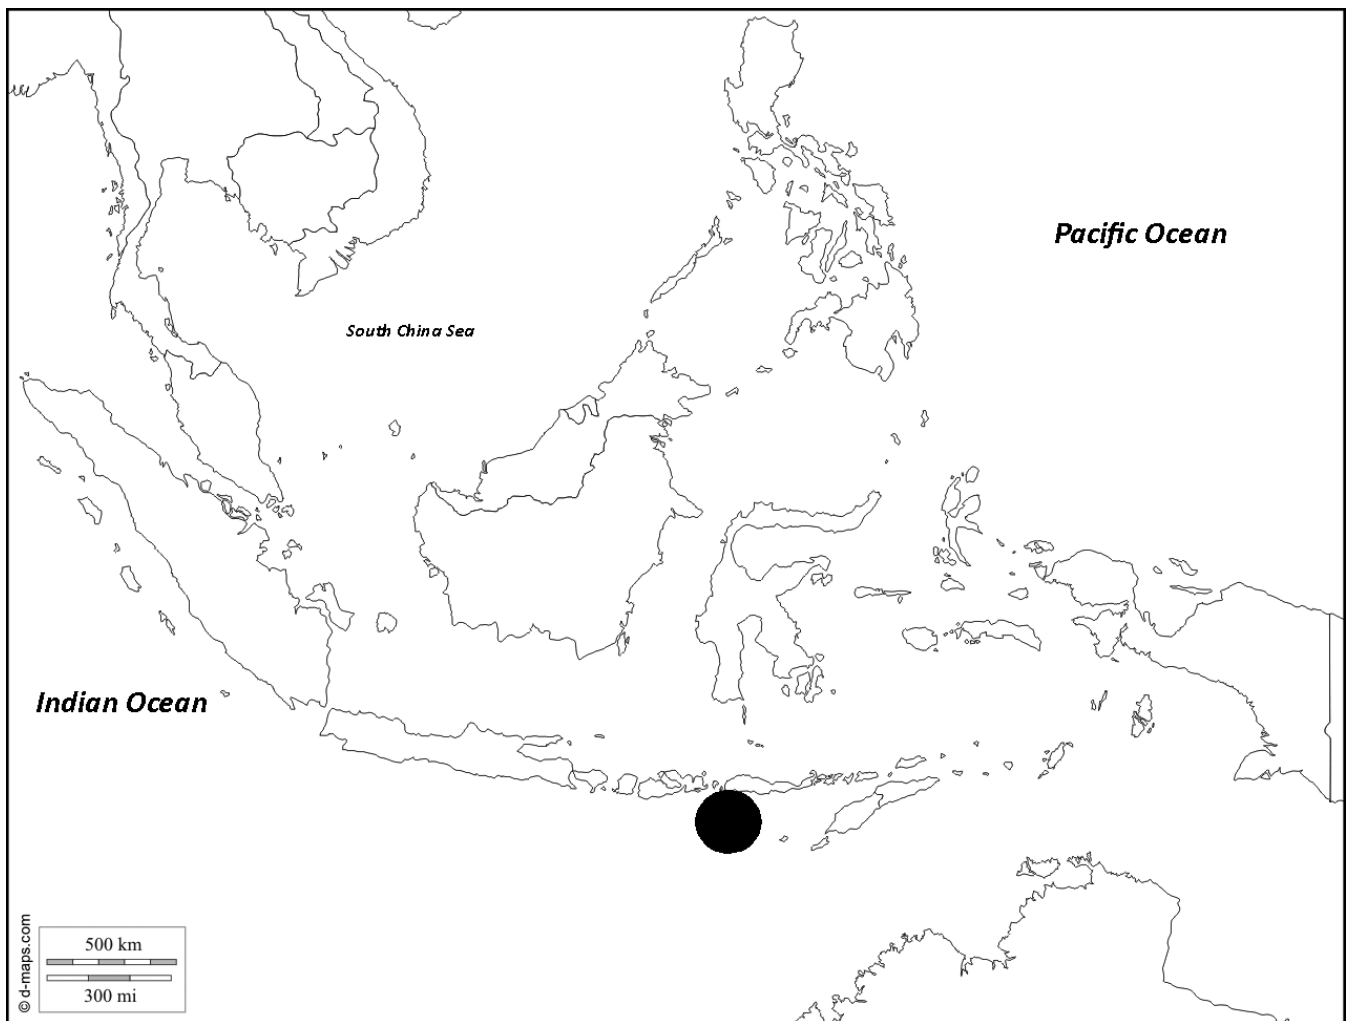 Pacific Ocean
South China Sea
Indian Ocean
© d-maps.com
500 km
300 mi